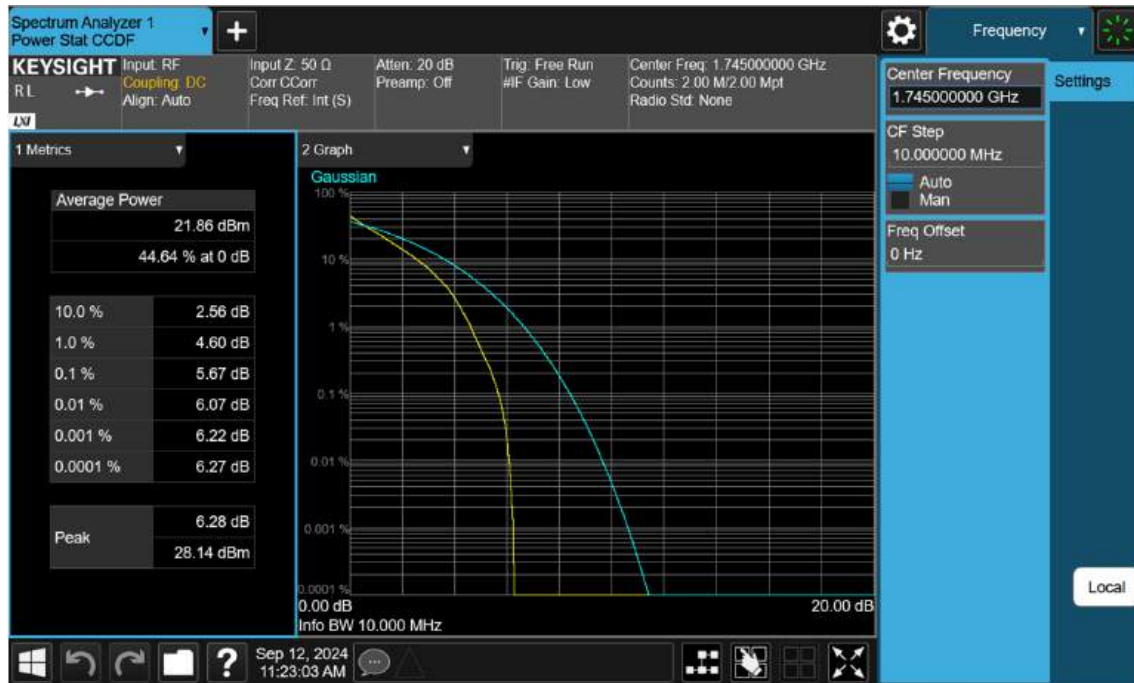 Spectrum Analyzer 1
Power Stat CCDF
Frequency
KEYSIGHT
RL
LXI
Input: RF
Coupling: DC
Align: Auto
Input Z: 50 Ω
Corr CCorr
Freq Ref: Int (S)
Atten: 20 dB
Preamp: Off
Trig: Free Run
#IF Gain: Low
Center Freq: 1.745000000 GHz
Counts: 2.00 M/2.00 Mpt
Radio Std: None
Center Frequency
1.745000000 GHz
Settings
CF Step
10.000000 MHz
Auto
Man
Freq Offset
0 Hz
1 Metrics
Average Power
21.86 dBm
44.64 % at 0 dB
10.0 % 2.56 dB
1.0 % 4.60 dB
0.1 % 5.67 dB
0.01 % 6.07 dB
0.001 % 6.22 dB
0.0001 % 6.27 dB
Peak 6.28 dB
28.14 dBm
2 Graph
Gaussian
100 %
10 %
1 %
0.1 %
0.01 %
0.001 %
0.0001 %
0.00 dB 20.00 dB
Info BW 10.000 MHz
Local
?
Sep 12, 2024
11:23:03 AM